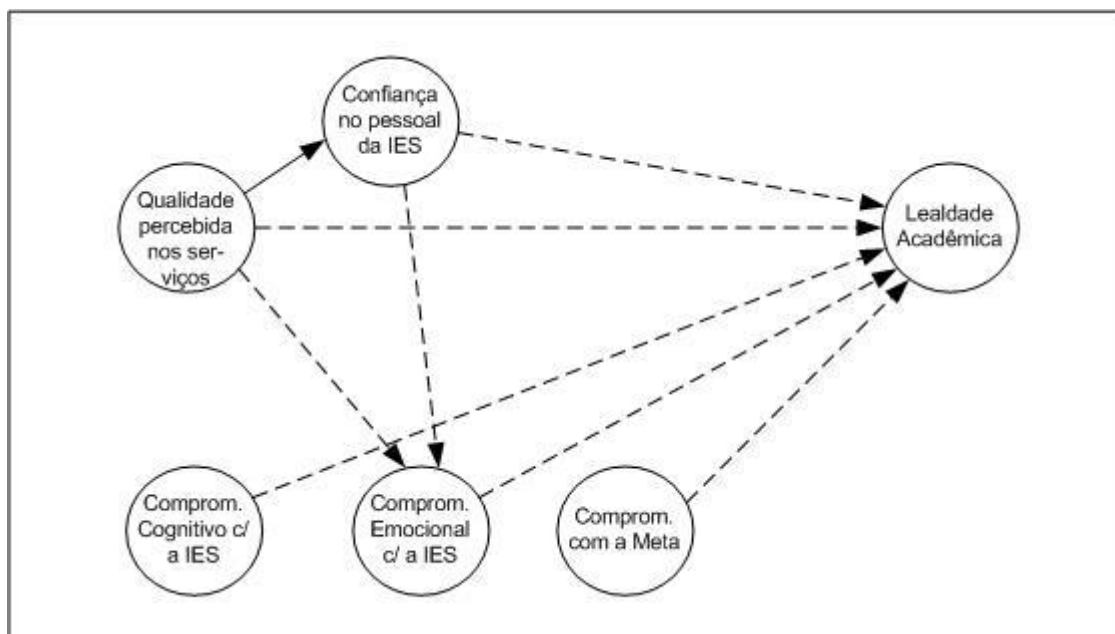 Confiança
no pessoal
da IES
Qualidade
percebida
nos ser-
viços
Lealdade
Acadêmica
Comprom.
Cognitivo c/
a IES
Comprom.
Emocional
c/ a IES
Comprom.
com a Meta